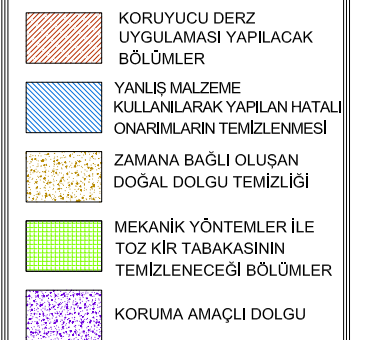 KORUYUCU DERZ
UYGULAMASI YAPILACAK
BÖLÜMLER
YANLIŞ MALZEME
KULLANILARAK YAPILAN HATALI
ONARIMLARIN TEMİZLENMESİ
ZAMANA BAĞLI OLUŞAN
DOĞAL DOLGU TEMİZLİĞİ
MEKANİK YÖNTEMLER İLE
TOZ KİR TABAKASININ
TEMİZLENECEĞİ BÖLÜMLER
KORUMA AMAÇLI DOLGU